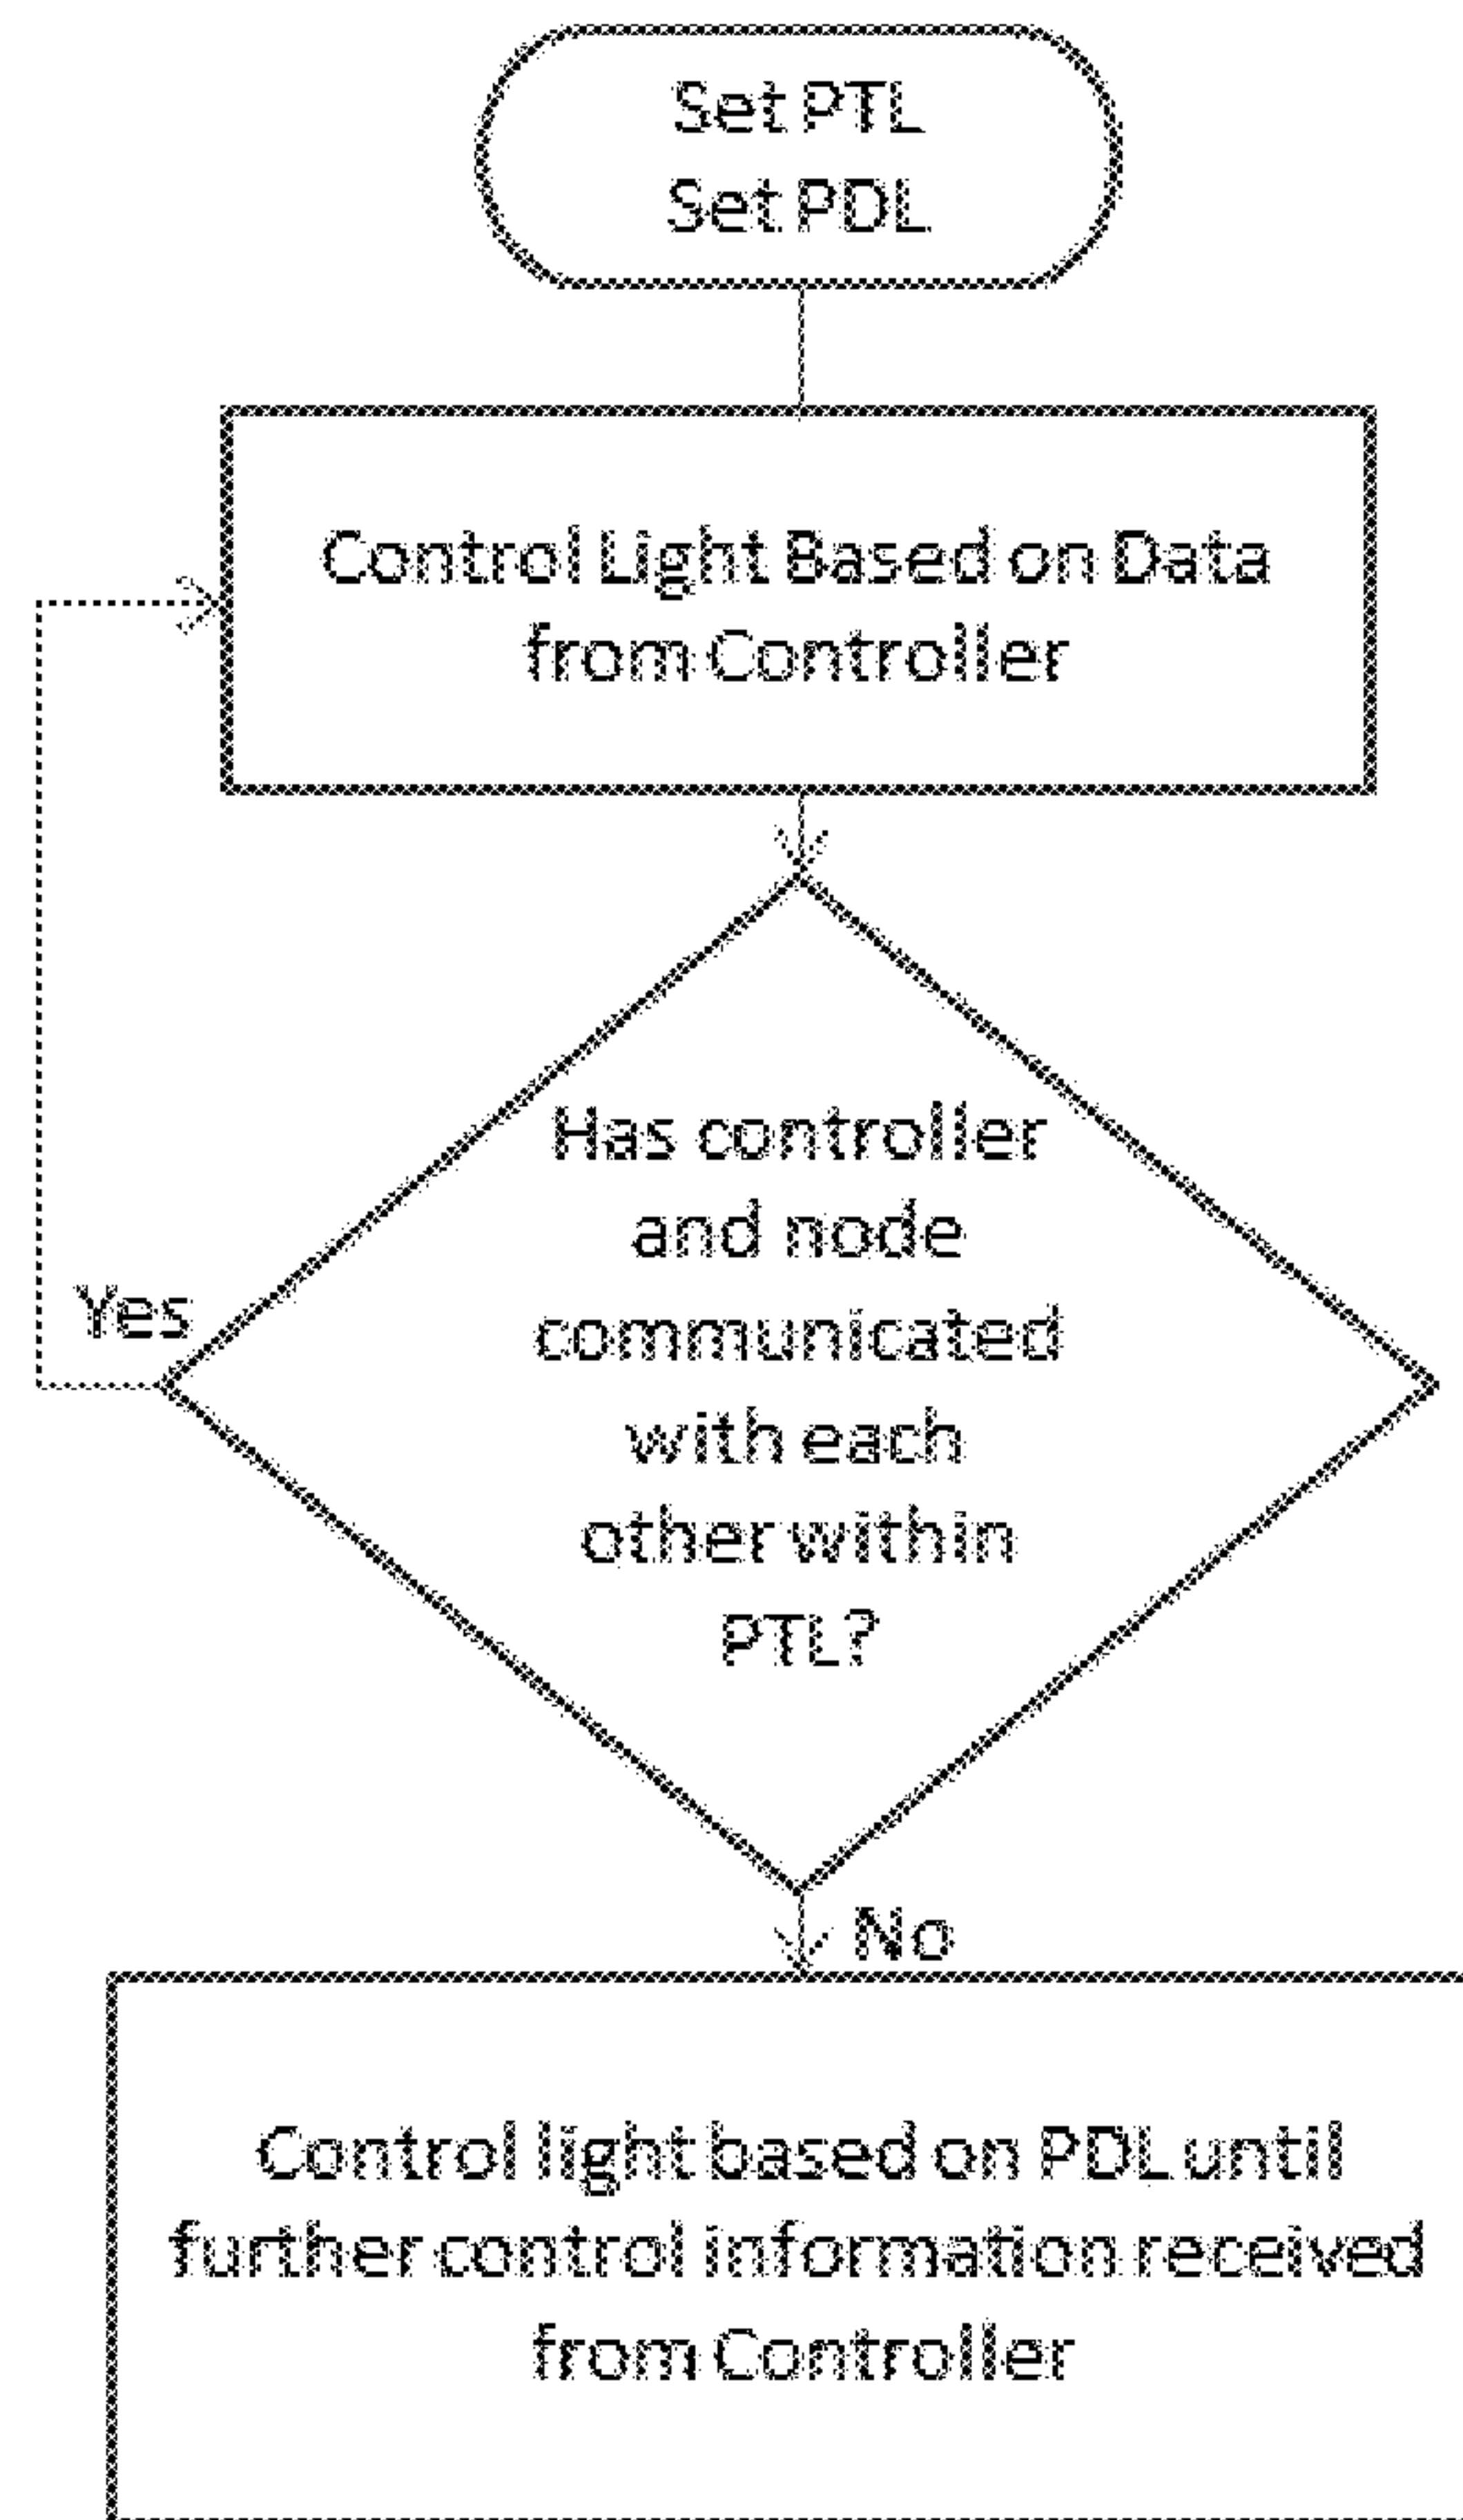 Set PTL
Set PDL
Control Light Based on Data
from Controller
Has controller
and node
communicated
with each
other within
PTL?
Yes
No
Control light based on PDL until
further control information received
from Controller